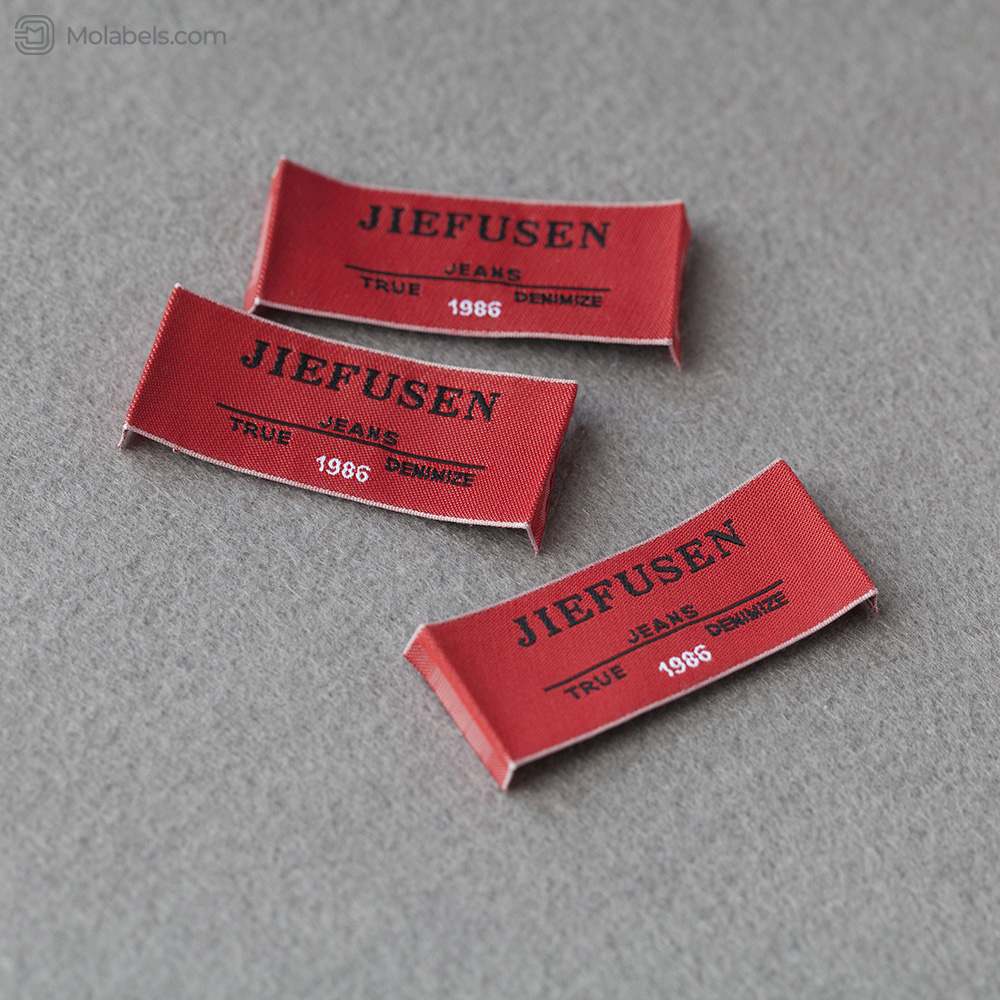 Molabels.com
JIEFUSEN
JEANS
TRUE DENIMIZE
1986
JIEFUSEN
JEANS
TRUE DENIMIZE
1986
JIEFUSEN
JEANS
TRUE DENIMIZE
1986